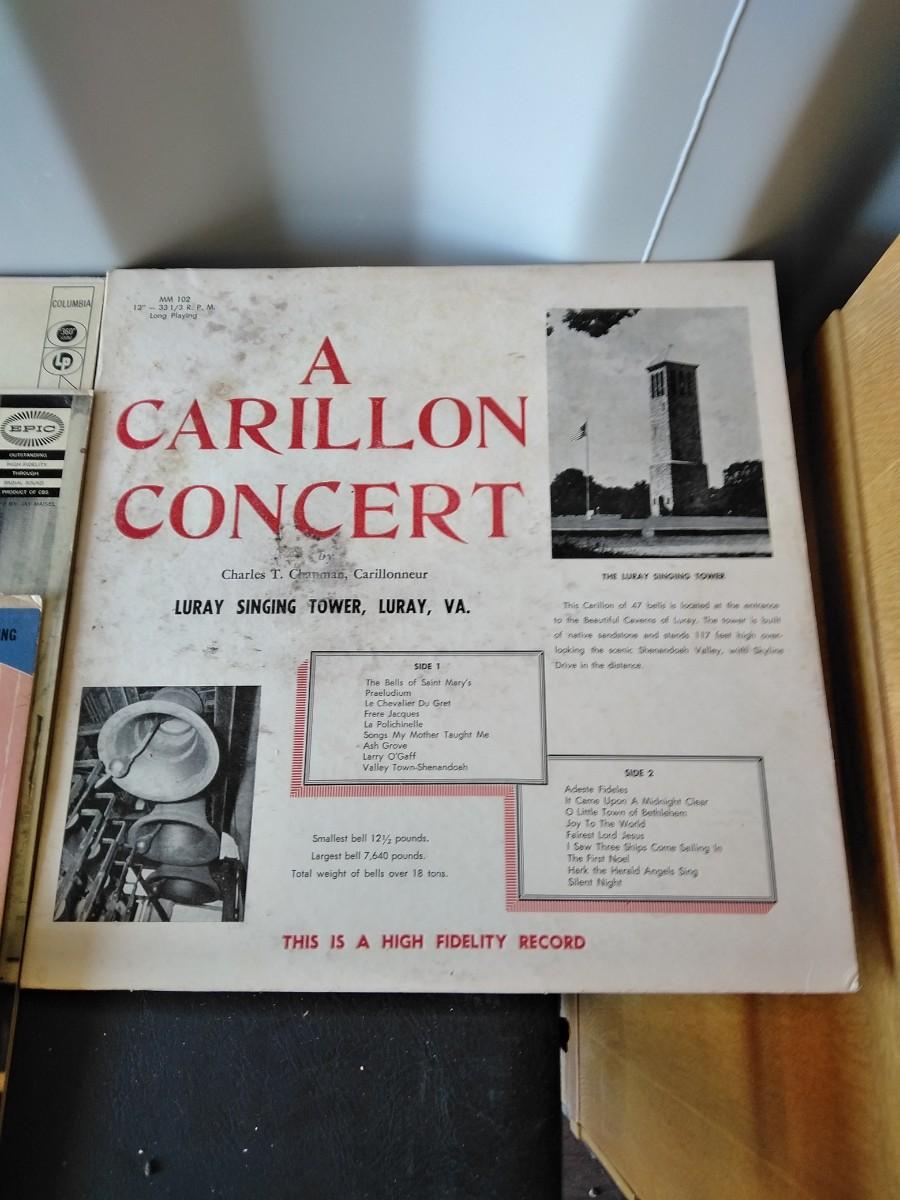 COLUMBIA
"360"
EPIC
OUTSTANDING
HIGH FIDELITY
THROUGH
RADIAL SOUND
PRODUCT OF CBS
BY JAY MAISEL
NG
MM 102
12" — 33 1/3 R. P. M.
Long Playing
A
CARILLON
CONCERT
by
Charles T. Chapman, Carillonneur
LURAY SINGING TOWER, LURAY, VA.
THE LURAY SINGING TOWER
This Carillon of 47 bells is located at the entrance
to the Beautiful Caverns of Luray. The tower is built
of native sandstone and stands 117 feet high over-
looking the scenic Shenandoah Valley, with Skyline
Drive in the distance.
SIDE 1
The Bells of Saint Mary's
Praeludium
Le Chevalier Du Gret
Frere Jacques
La Polichinelle
Songs My Mother Taught Me
Ash Grove
Larry O'Gaff
Valley Town-Shenandoah
SIDE 2
Adeste Fideles
It Came Upon A Midnight Clear
O Little Town of Bethlehem
Joy To The World
Fairest Lord Jesus
I Saw Three Ships Come Sailing In
The First Noel
Hark the Herald Angels Sing
Silent Night
Smallest bell 12½ pounds.
Largest bell 7,640 pounds.
Total weight of bells over 18 tons.
THIS IS A HIGH FIDELITY RECORD